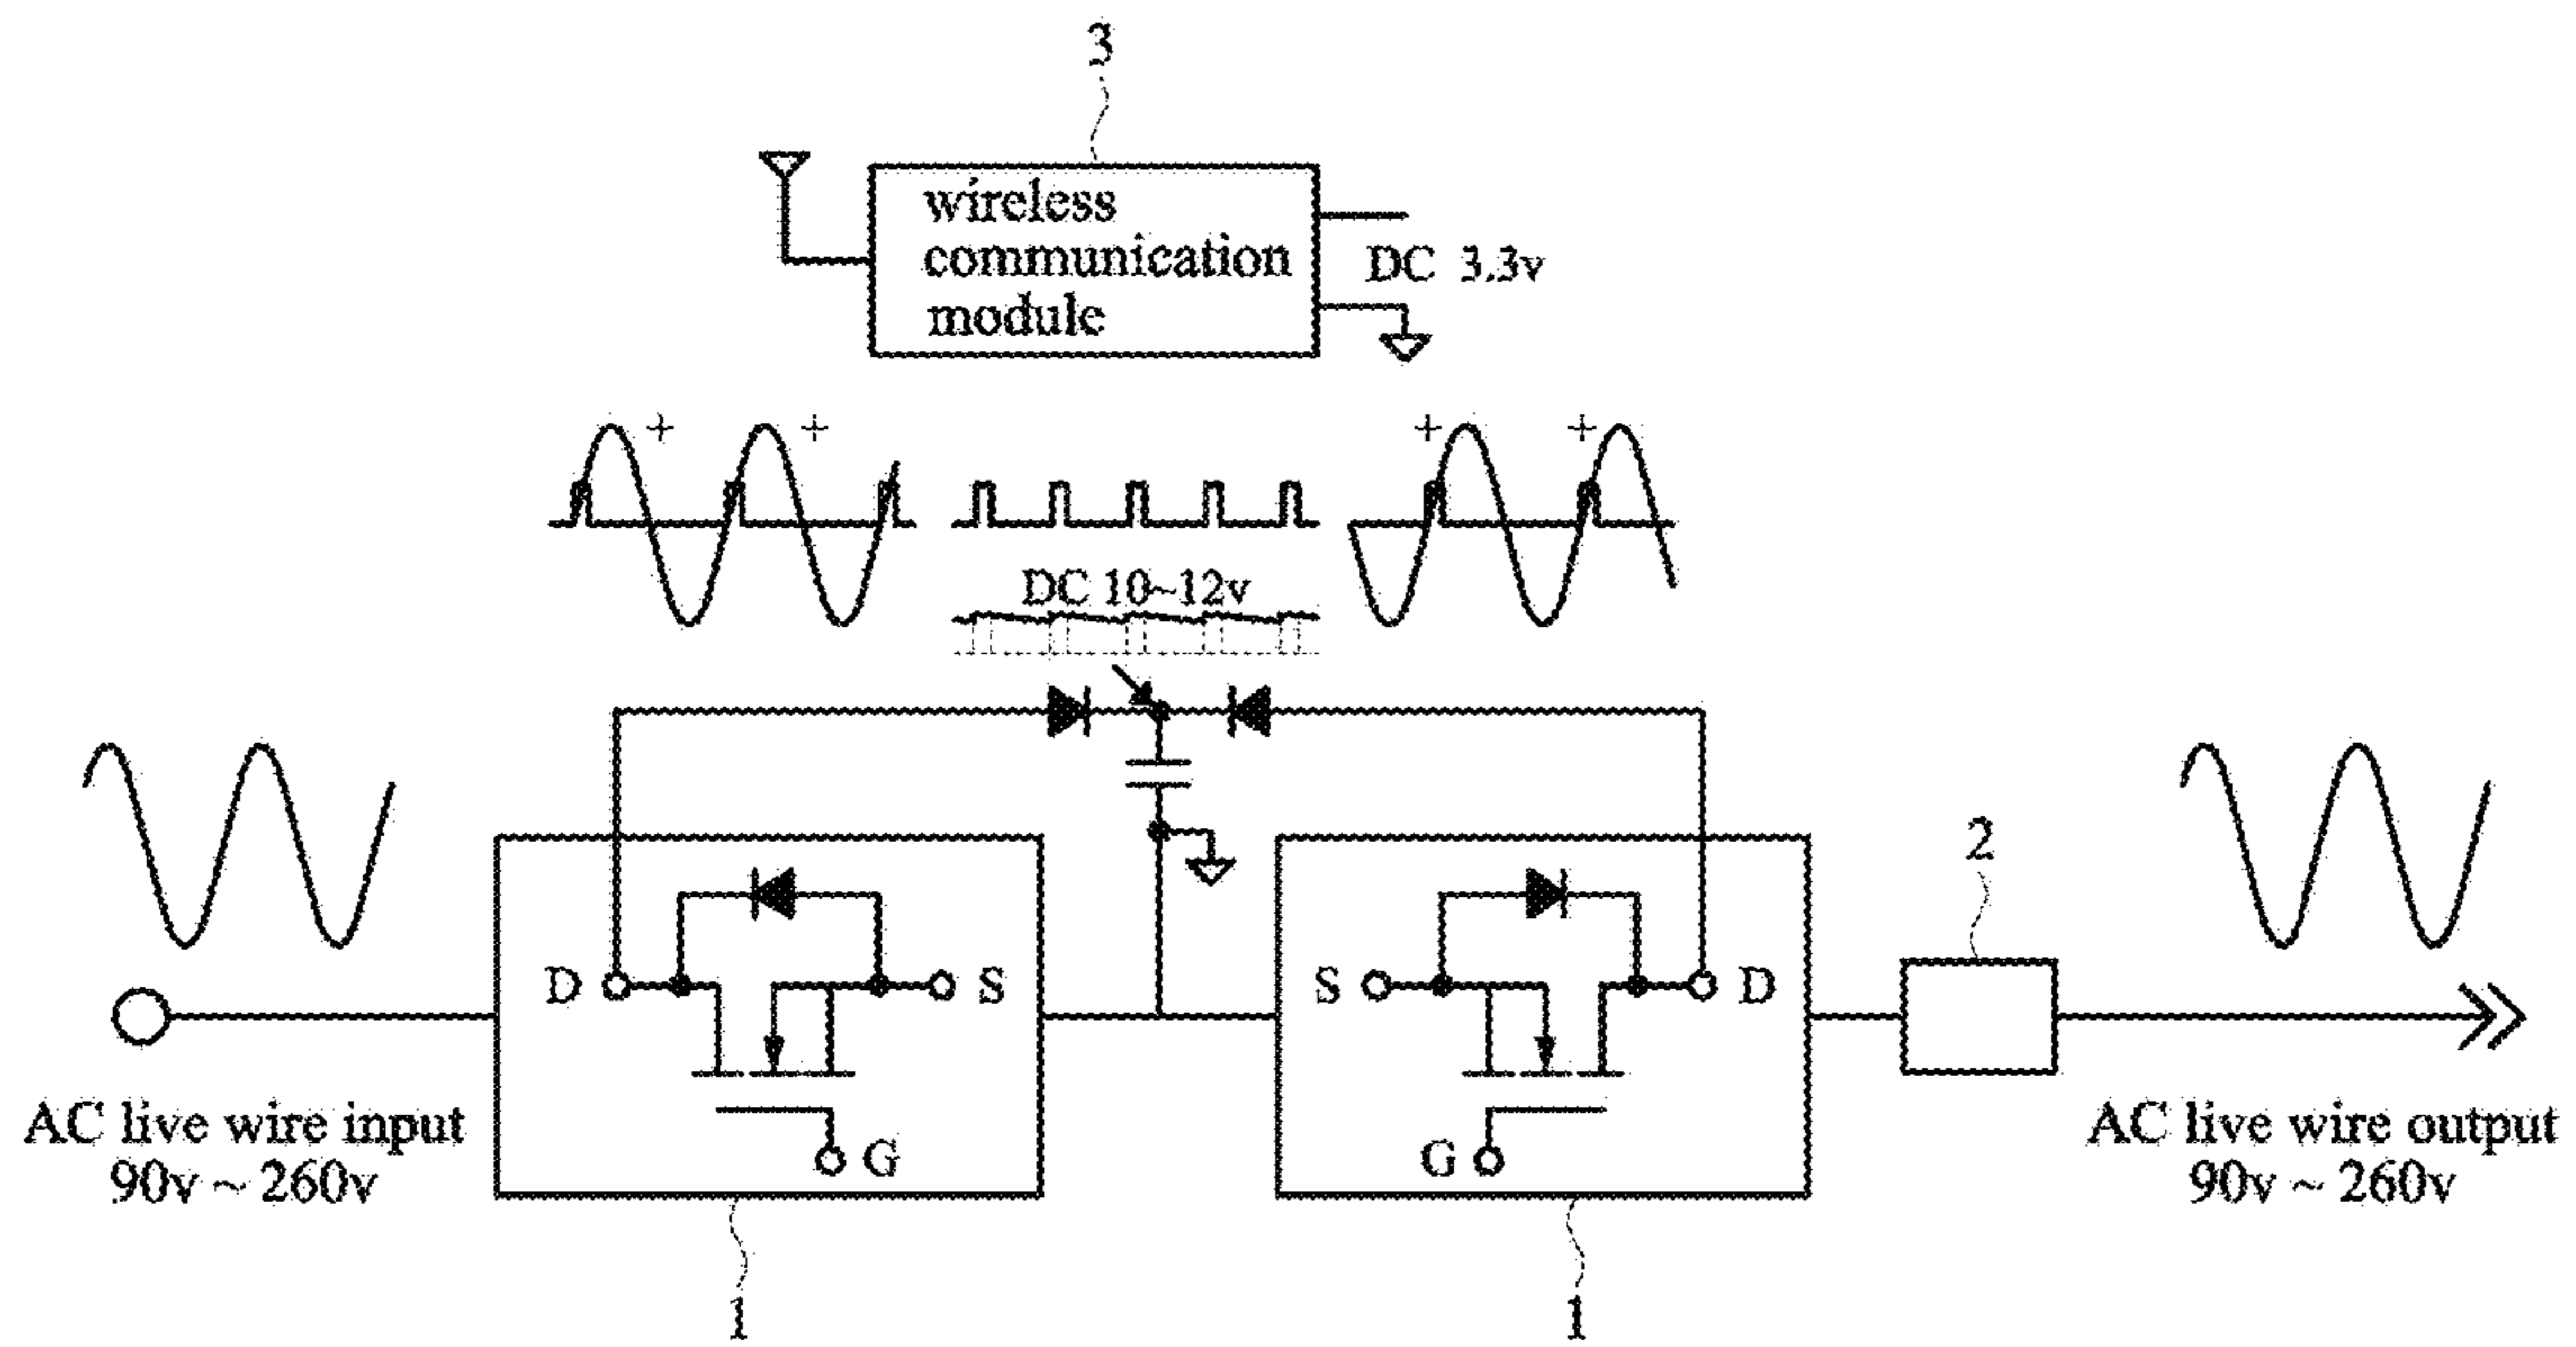 3
wireless
communication
module
DC 3.3v
+ + + +
DC 10~12v
2
D S S D
G G
AC live wire input
90v ~ 260v
AC live wire output
90v ~ 260v
1 1